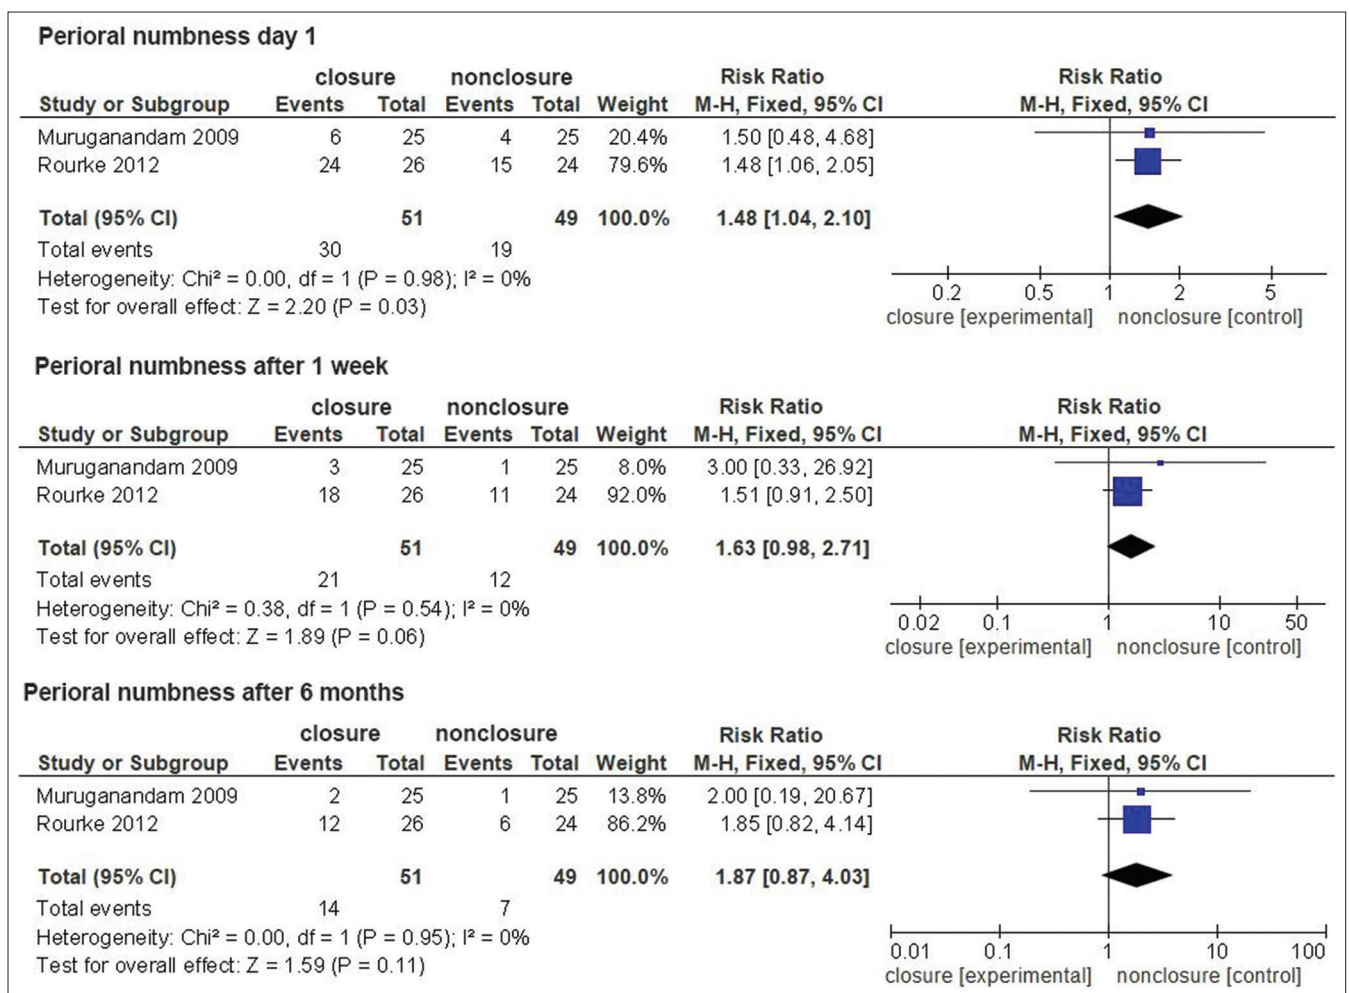 Perioral numbness day 1
closure nonclosure Risk Ratio Risk Ratio
Study or Subgroup Events Total Events Total Weight M-H, Fixed, 95% CI M-H, Fixed, 95% CI
Muruganandam 2009 6 25 4 25 20.4% 1.50 [0.48, 4.68]
Rourke 2012 24 26 15 24 79.6% 1.48 [1.06, 2.05]
Total (95% CI) 51 49 100.0% 1.48 [1.04, 2.10]
Total events 30 19
Heterogeneity: Chi² = 0.00, df = 1 (P = 0.98); I² = 0%
Test for overall effect: Z = 2.20 (P = 0.03)
0.2 0.5 1 2 5
closure [experimental] nonclosure [control]
Perioral numbness after 1 week
closure nonclosure Risk Ratio Risk Ratio
Study or Subgroup Events Total Events Total Weight M-H, Fixed, 95% CI M-H, Fixed, 95% CI
Muruganandam 2009 3 25 1 25 8.0% 3.00 [0.33, 26.92]
Rourke 2012 18 26 11 24 92.0% 1.51 [0.91, 2.50]
Total (95% CI) 51 49 100.0% 1.63 [0.98, 2.71]
Total events 21 12
Heterogeneity: Chi² = 0.38, df = 1 (P = 0.54); I² = 0%
Test for overall effect: Z = 1.89 (P = 0.06)
0.02 0.1 1 10 50
closure [experimental] nonclosure [control]
Perioral numbness after 6 months
closure nonclosure Risk Ratio Risk Ratio
Study or Subgroup Events Total Events Total Weight M-H, Fixed, 95% CI M-H, Fixed, 95% CI
Muruganandam 2009 2 25 1 25 13.8% 2.00 [0.19, 20.67]
Rourke 2012 12 26 6 24 86.2% 1.85 [0.82, 4.14]
Total (95% CI) 51 49 100.0% 1.87 [0.87, 4.03]
Total events 14 7
Heterogeneity: Chi² = 0.00, df = 1 (P = 0.95); I² = 0%
Test for overall effect: Z = 1.59 (P = 0.11)
0.01 0.1 1 10 100
closure [experimental] nonclosure [control]